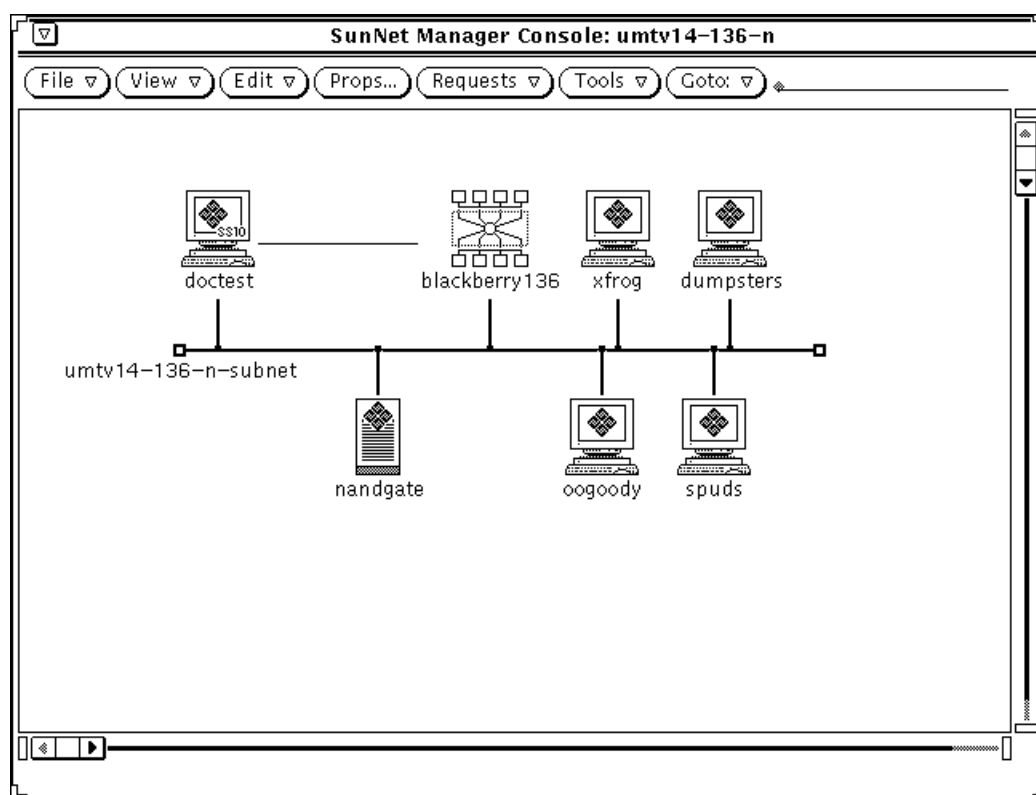 SunNet Manager Console: umtv14-136-n
File View Edit Props... Requests Tools Goto:
SS10
doctest blackberry136 xfrog dumpsters
umtv14-136-n-subnet
nandgate oogoody spuds